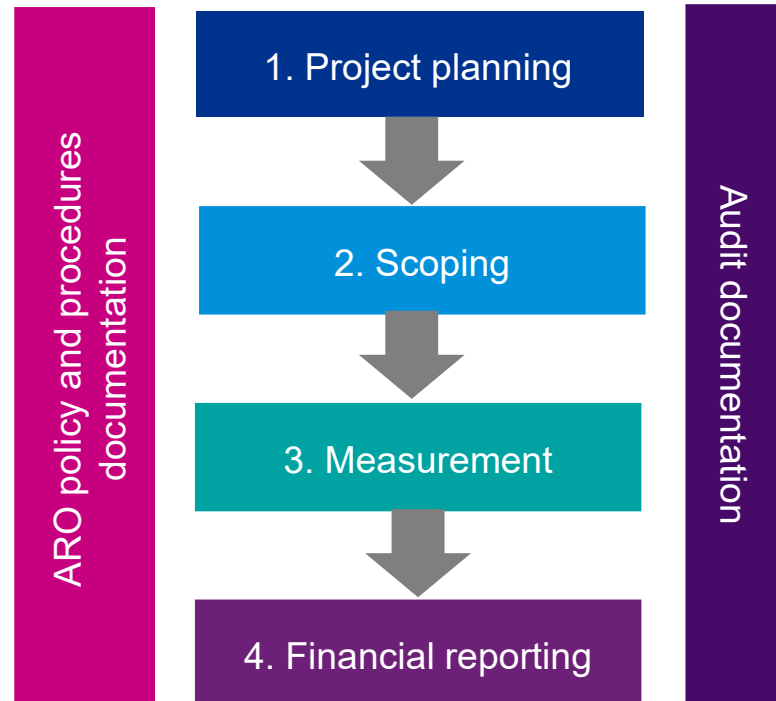 ARO policy and procedures
documentation
1. Project planning
2. Scoping
3. Measurement
4. Financial reporting
Audit documentation